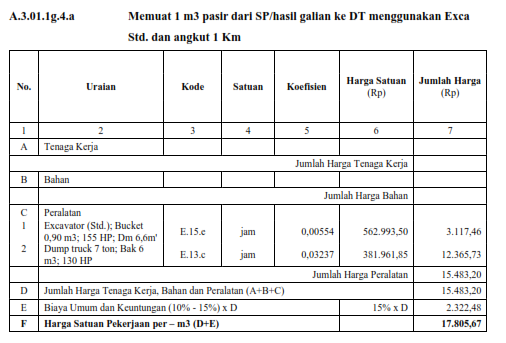 A.3.01.1g.4.a Memuat 1 m3 pasir dari SP/hasil galian ke DT menggunakan Exca
Std. dan angkut 1 Km
No. Uraian Kode Satuan Koefisien Harga Satuan (Rp) Jumlah Harga (Rp)
1 2 3 4 5 6 7
A Tenaga Kerja
Jumlah Harga Tenaga Kerja
B Bahan
Jumlah Harga Bahan
C Peralatan
1 Excavator (Std.); Bucket
0,90 m3; 155 HP; Dm 6,6m' E.15.e jam 0,00554 562.993,50 3.117,46
2 Dump truck 7 ton; Bak 6
m3; 130 HP E.13.c jam 0,03237 381.961,85 12.365,73
Jumlah Harga Peralatan 15.483,20
D Jumlah Harga Tenaga Kerja, Bahan dan Peralatan (A+B+C) 15.483,20
E Biaya Umum dan Keuntungan (10% - 15%) x D 15% x D 2.322,48
F Harga Satuan Pekerjaan per – m3 (D+E) 17.805,67